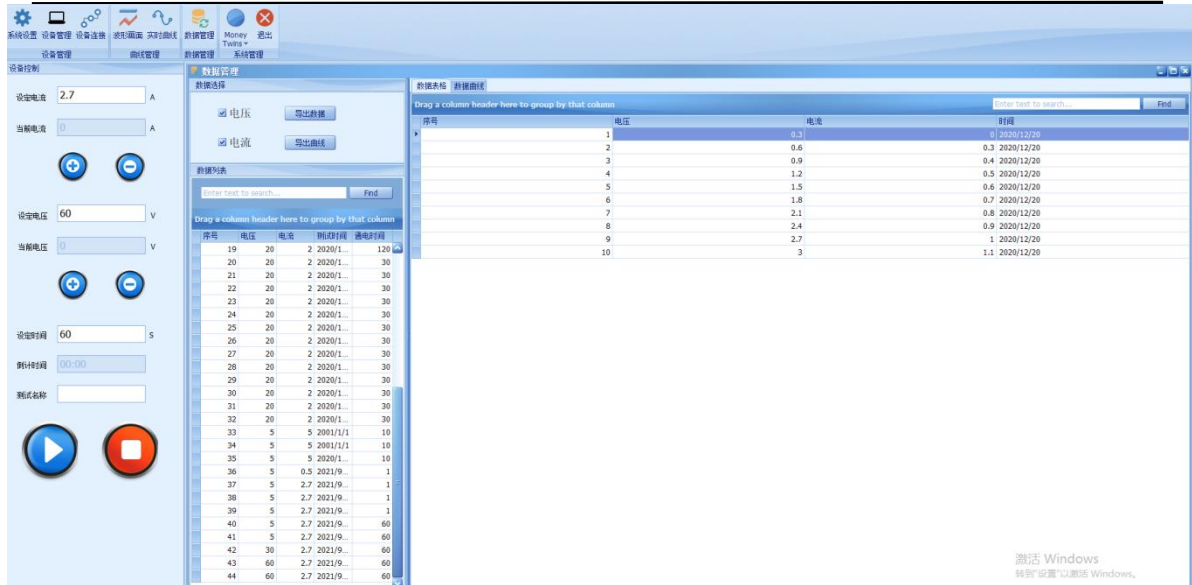 系统设置 设备管理 设备连接 波形画面 实时曲线 数据管理 Money Twins 退出
设备管理 曲线管理 数据管理 系统管理
设备控制
设定电流 2.7 A
当前电流 0 A
设定电压 60 V
当前电压 0 V
设定时间 60 S
倒计时间 00:00
测试名称
数据管理
数据选择
电压 导出数据
电流 导出曲线
数据列表
Enter text to search... Find
Drag a column header here to group by that column
序号 电压 电流 测试时间 通电时间
19 20 2 2020/1... 120
20 20 2 2020/1... 30
21 20 2 2020/1... 30
22 20 2 2020/1... 30
23 20 2 2020/1... 30
24 20 2 2020/1... 30
25 20 2 2020/1... 30
26 20 2 2020/1... 30
27 20 2 2020/1... 30
28 20 2 2020/1... 30
29 20 2 2020/1... 30
30 20 2 2020/1... 30
31 20 2 2020/1... 30
32 20 2 2020/1... 30
33 5 5 2001/1/1 10
34 5 5 2001/1/1 10
35 5 5 2020/1... 10
36 5 0.5 2021/9... 1
37 5 2.7 2021/9... 1
38 5 2.7 2021/9... 1
39 5 2.7 2021/9... 1
40 5 2.7 2021/9... 60
41 5 2.7 2021/9... 60
42 30 2.7 2021/9... 60
43 60 2.7 2021/9... 60
44 60 2.7 2021/9... 60
数据表格 数据曲线
Drag a column header here to group by that column
Enter text to search... Find
序号 电压 电流 时间
1 0.3 0 2020/12/20
2 0.6 0.3 2020/12/20
3 0.9 0.4 2020/12/20
4 1.2 0.5 2020/12/20
5 1.5 0.6 2020/12/20
6 1.8 0.7 2020/12/20
7 2.1 0.8 2020/12/20
8 2.4 0.9 2020/12/20
9 2.7 1 2020/12/20
10 3 1.1 2020/12/20
激活 Windows
转到"设置"以激活 Windows。